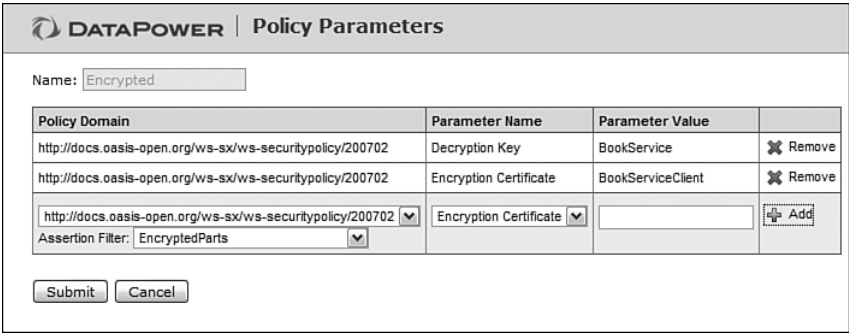 DATAPOWER | Policy Parameters
Name: Encrypted
Policy Domain Parameter Name Parameter Value
http://docs.oasis-open.org/ws-sx/ws-securitypolicy/200702 Decryption Key BookService Remove
http://docs.oasis-open.org/ws-sx/ws-securitypolicy/200702 Encryption Certificate BookServiceClient Remove
http://docs.oasis-open.org/ws-sx/ws-securitypolicy/200702 Encryption Certificate Add
Assertion Filter: EncryptedParts
Submit Cancel